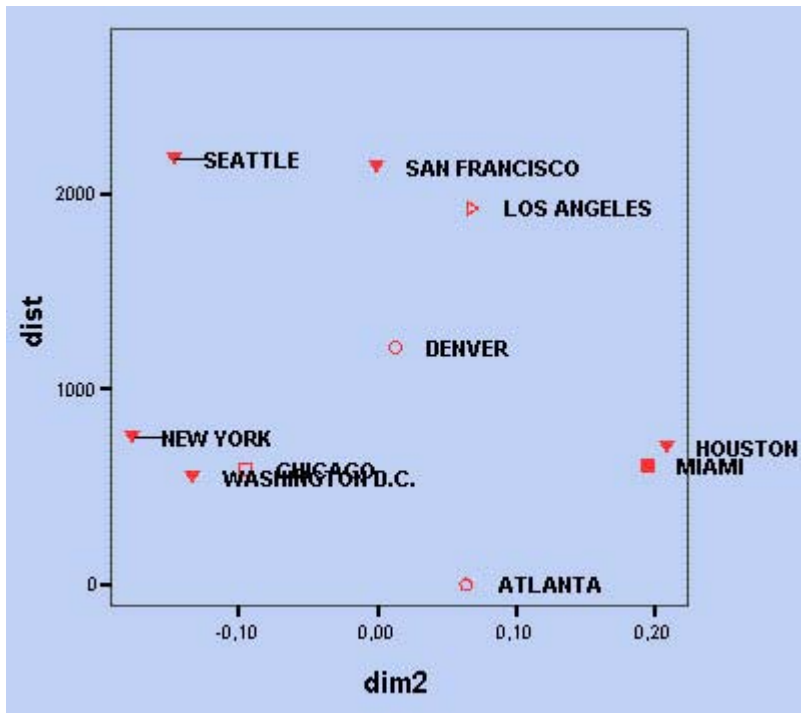 SEATTLE
SAN FRANCISCO
2000
LOS ANGELES
dist
DENVER
1000
NEW YORK
HOUSTON
CHICAGO
MIAMI
WASHINGTON D.C.
0
ATLANTA
-0,10
0,00
0,10
0,20
dim2